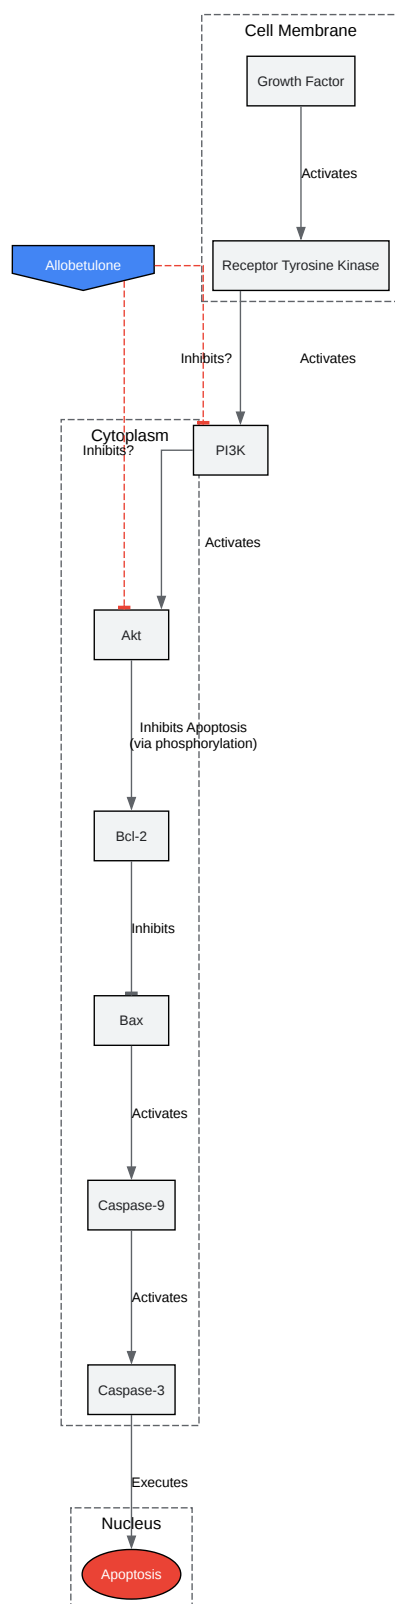 Cell Membrane
Growth Factor
Activates
Allobetulone
Receptor Tyrosine Kinase
Inhibits?
Activates
Cytoplasm
Inhibits?
PI3K
Activates
Akt
Inhibits Apoptosis
(via phosphorylation)
Bcl-2
Inhibits
Bax
Activates
Caspase-9
Activates
Caspase-3
Executes
Nucleus
Apoptosis